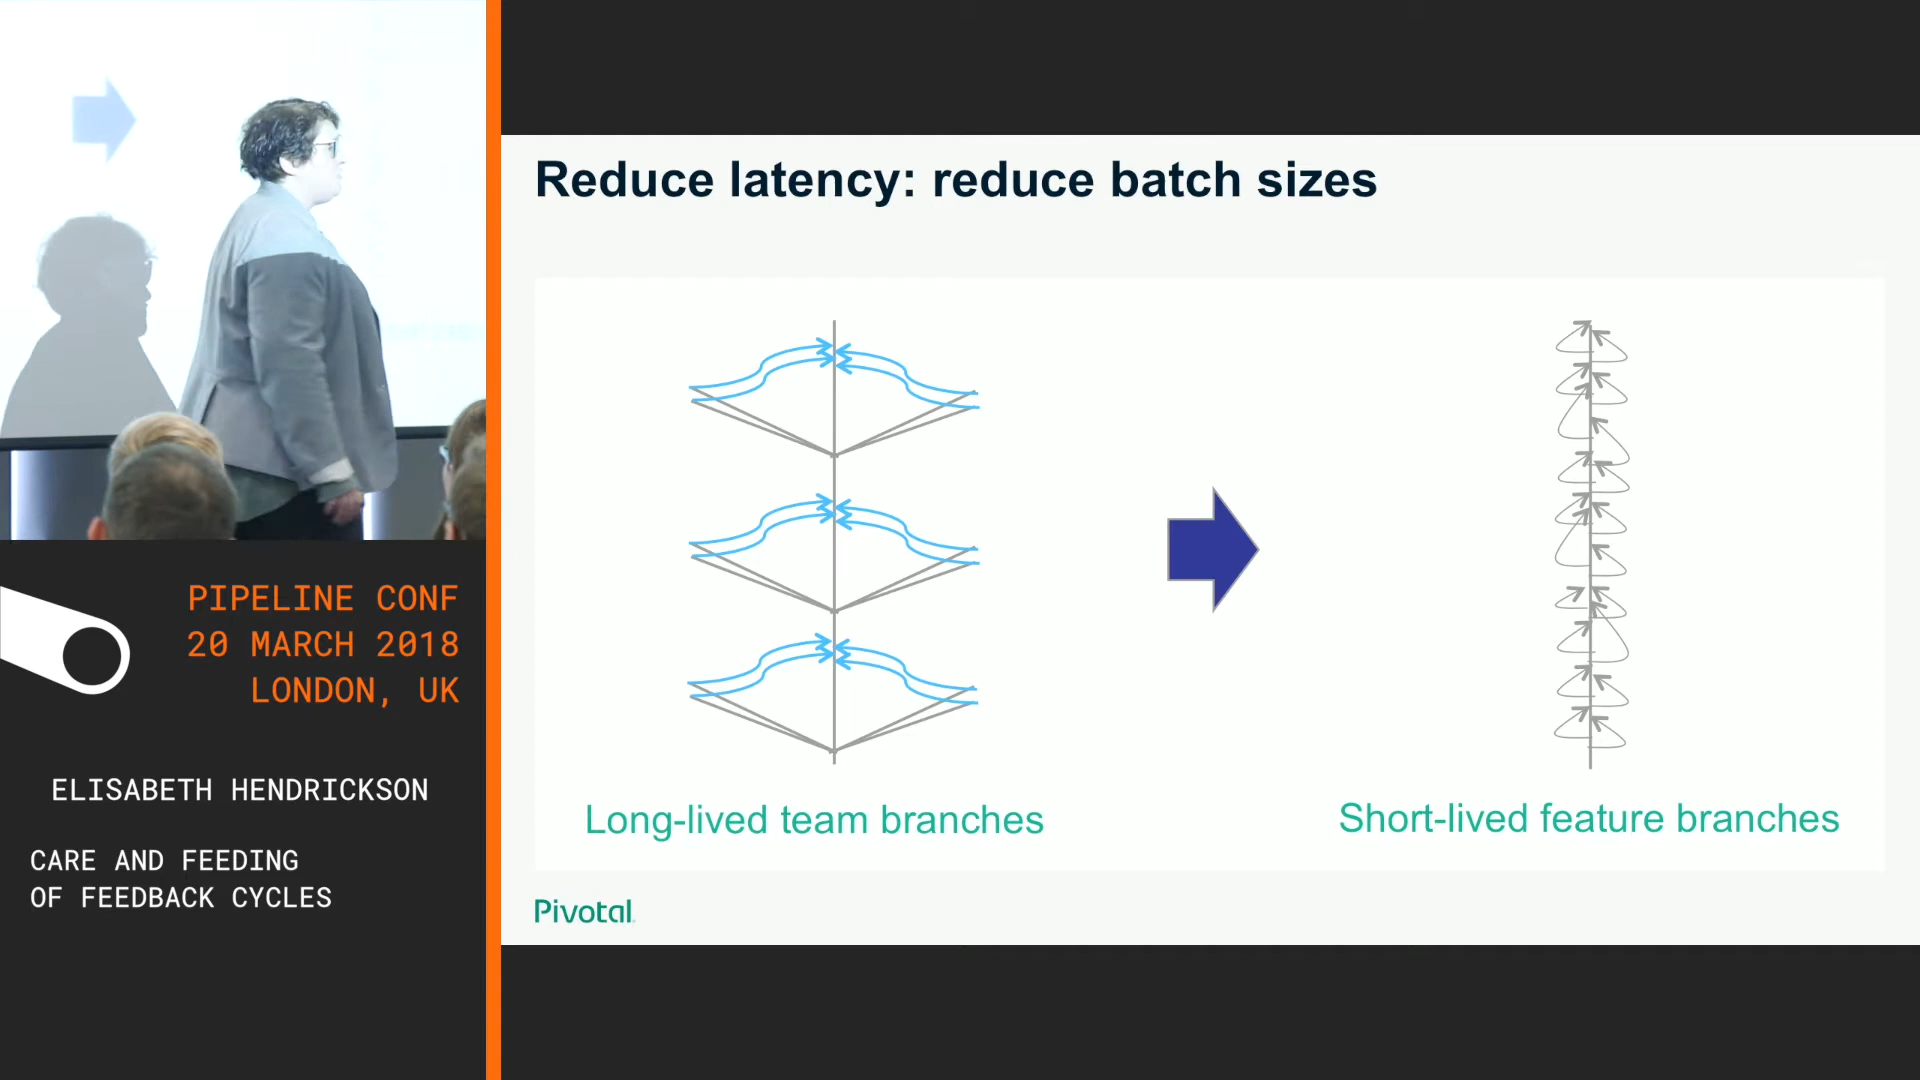 PIPELINE CONF
20 MARCH 2018
LONDON, UK
ELISABETH HENDRICKSON
CARE AND FEEDING
OF FEEDBACK CYCLES
Reduce latency: reduce batch sizes
Long-lived team branches
Short-lived feature branches
Pivotal